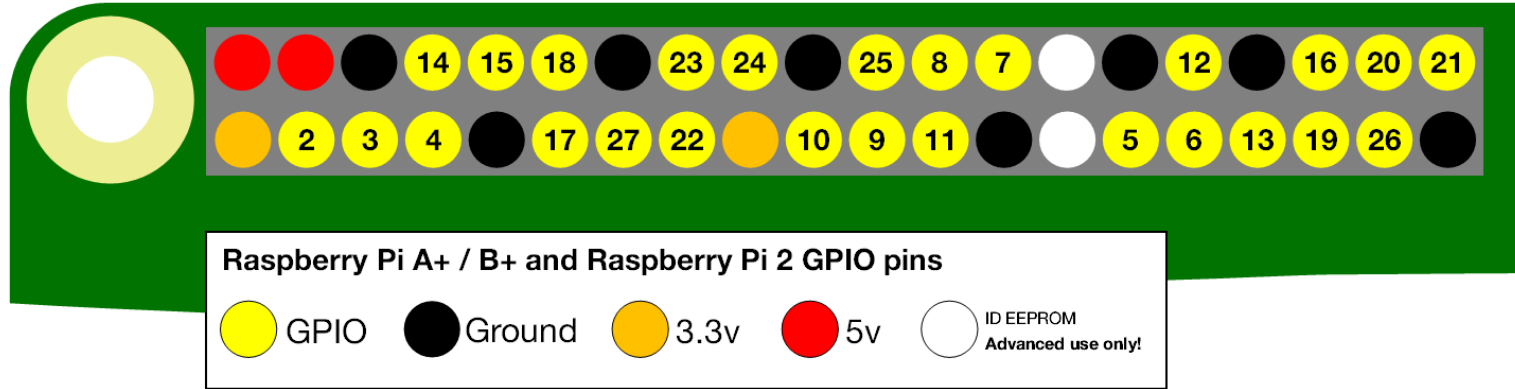 14 15 18 23 24 25 8 7 12 16 20 21
2 3 4 17 27 22 10 9 11 5 6 13 19 26
Raspberry Pi A+ / B+ and Raspberry Pi 2 GPIO pins
GPIO Ground 3.3v 5v ID EEPROM
Advanced use only!